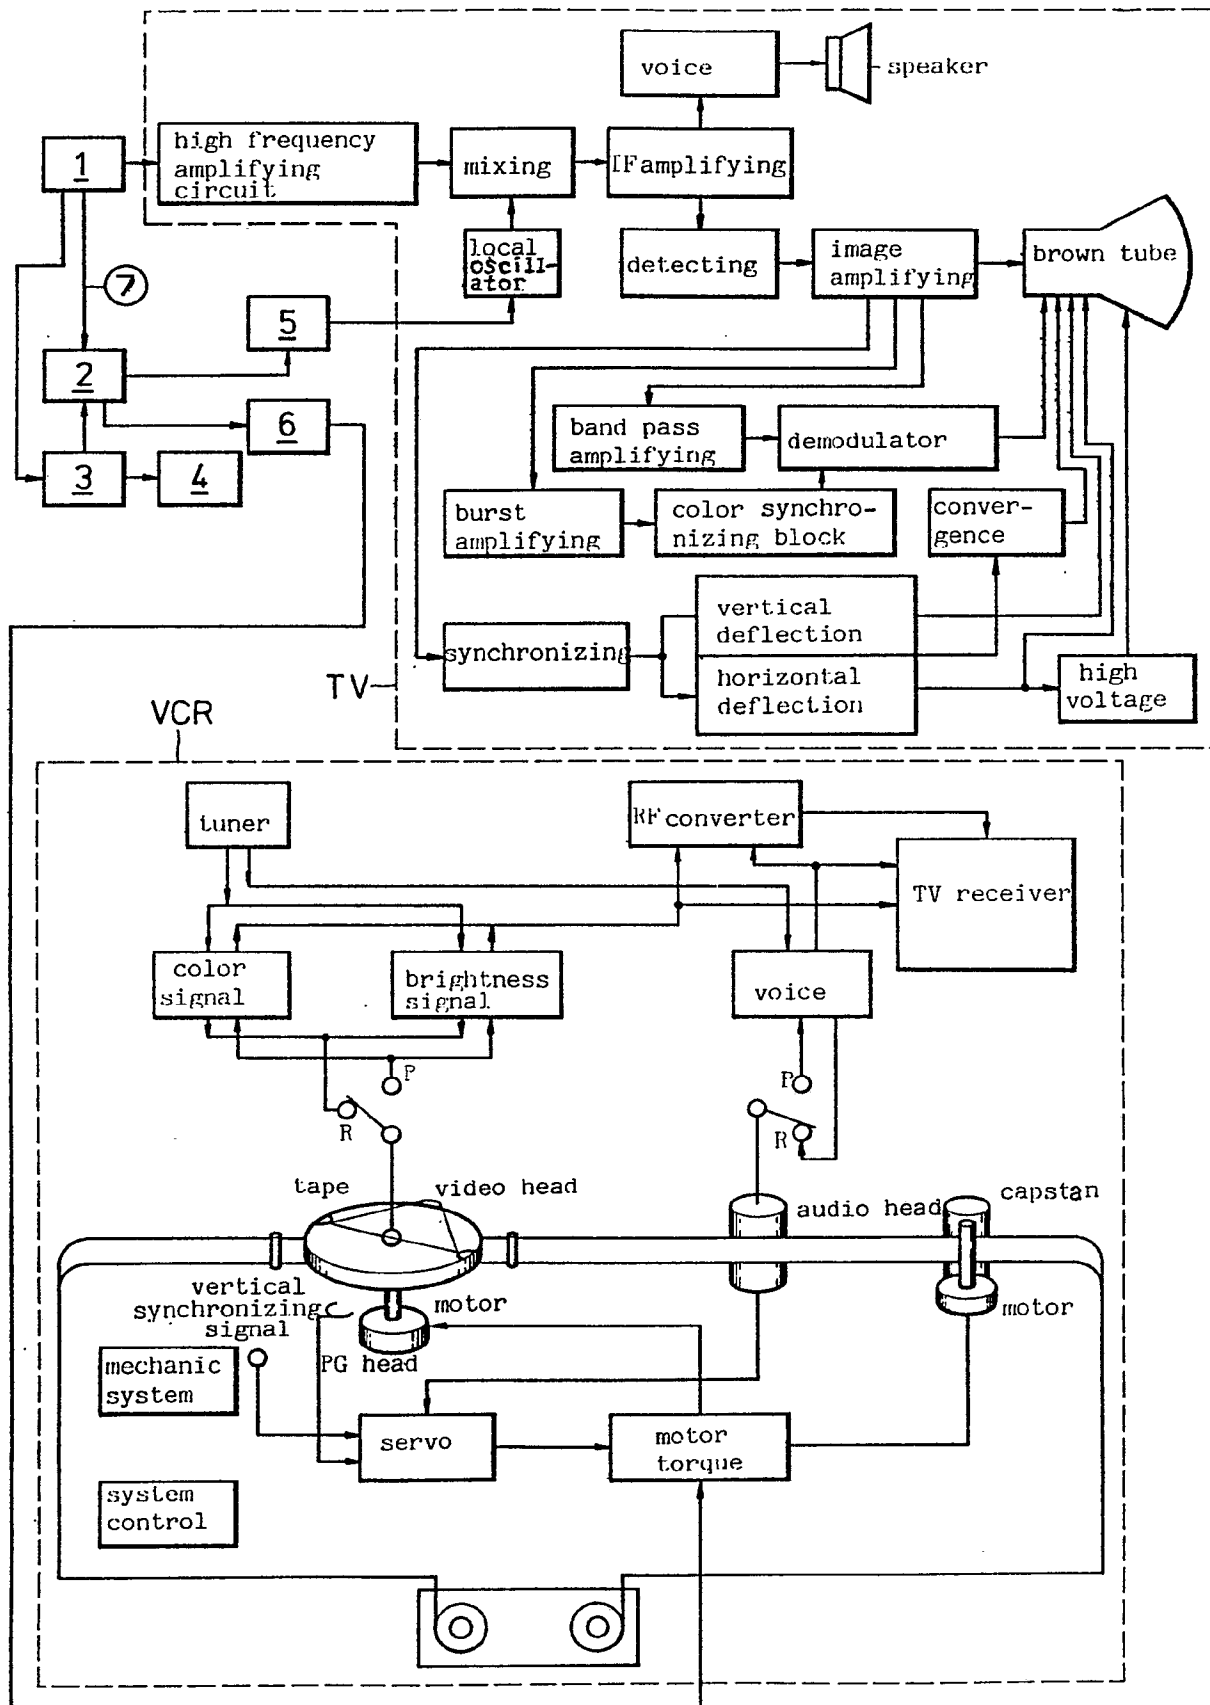 voice
speaker
1
high frequency
amplifying
circuit
mixing
IFamplifying
local
oscill-
ator
detecting
image
amplifying
brown tube
7
5
2
6
3
4
band pass
amplifying
demodulator
burst
amplifying
color synchro-
nizing block
conver-
gence
synchronizing
vertical
deflection
horizontal
deflection
high
voltage
TV
VCR
tuner
RF converter
TV receiver
color
signal
brightness
signal
voice
P
R
P
R
tape
video head
audio head
capstan
vertical
synchronizing
signal
motor
motor
PG head
mechanic
system
servo
motor
torque
system
control